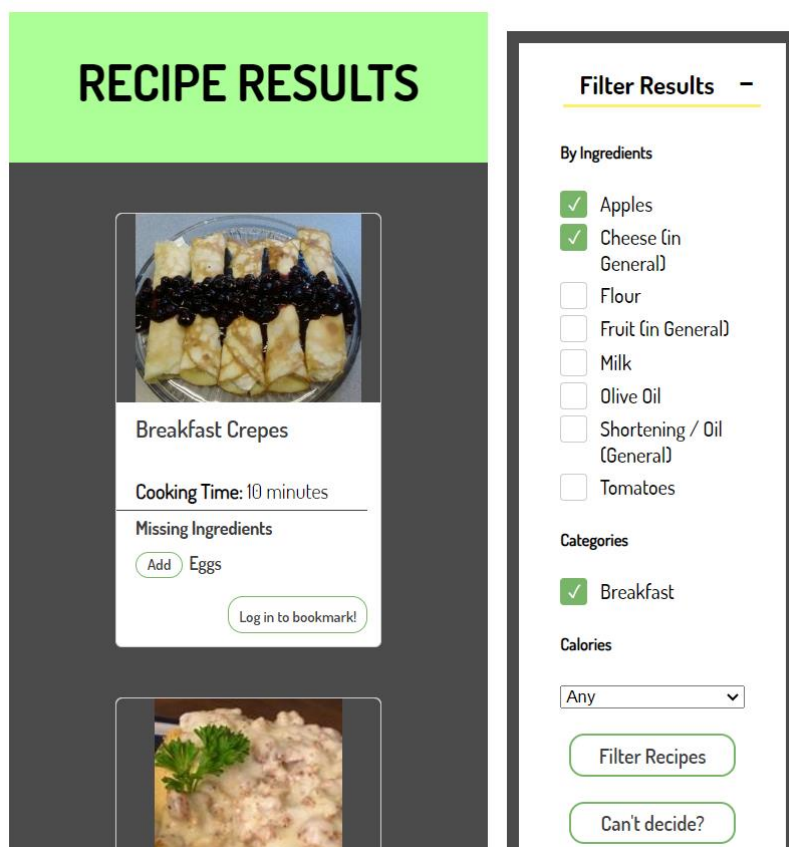 RECIPE RESULTS
Breakfast Crepes
Cooking Time: 10 minutes
Missing Ingredients
Add Eggs
Log in to bookmark!
Filter Results −
By Ingredients
Apples
Cheese (in
General)
Flour
Fruit (in General)
Milk
Olive Oil
Shortening / Oil
(General)
Tomatoes
Categories
Breakfast
Calories
Any
Filter Recipes
Can't decide?